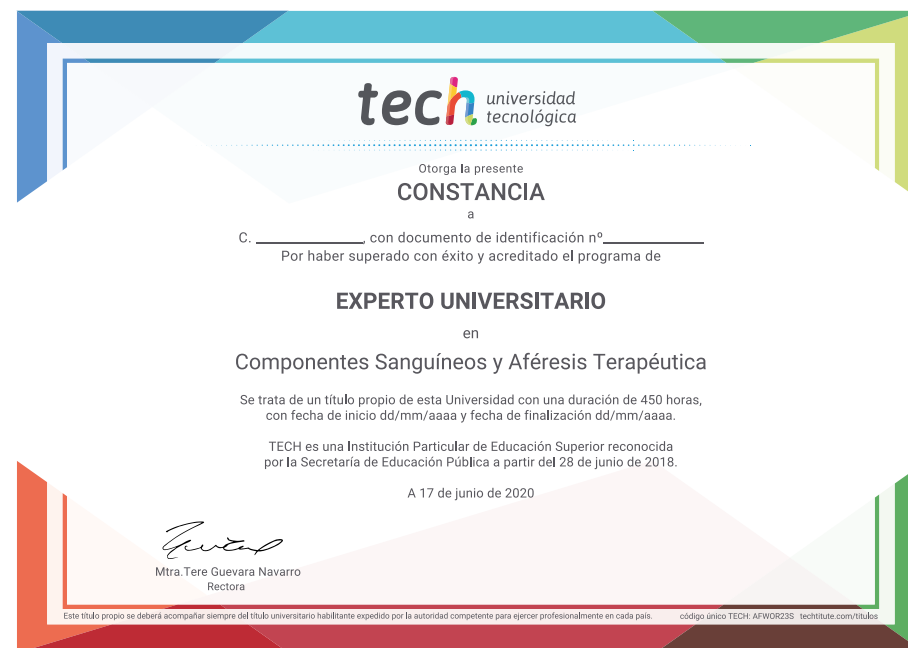 tech universidad
tecnológica
Otorga la presente
CONSTANCIA
a
C. ____________, con documento de identificación nº____________
Por haber superado con éxito y acreditado el programa de
EXPERTO UNIVERSITARIO
en
Componentes Sanguíneos y Aféresis Terapéutica
Se trata de un título propio de esta Universidad con una duración de 450 horas,
con fecha de inicio dd/mm/aaaa y fecha de finalización dd/mm/aaaa.
TECH es una Institución Particular de Educación Superior reconocida
por la Secretaría de Educación Pública a partir del 28 de junio de 2018.
A 17 de junio de 2020
Mtra.Tere Guevara Navarro
Rectora
Este título propio se deberá acompañar siempre del título universitario habilitante expedido por la autoridad competente para ejercer profesionalmente en cada país. código único TECH: AFWOR23S techtitute.com/titulos